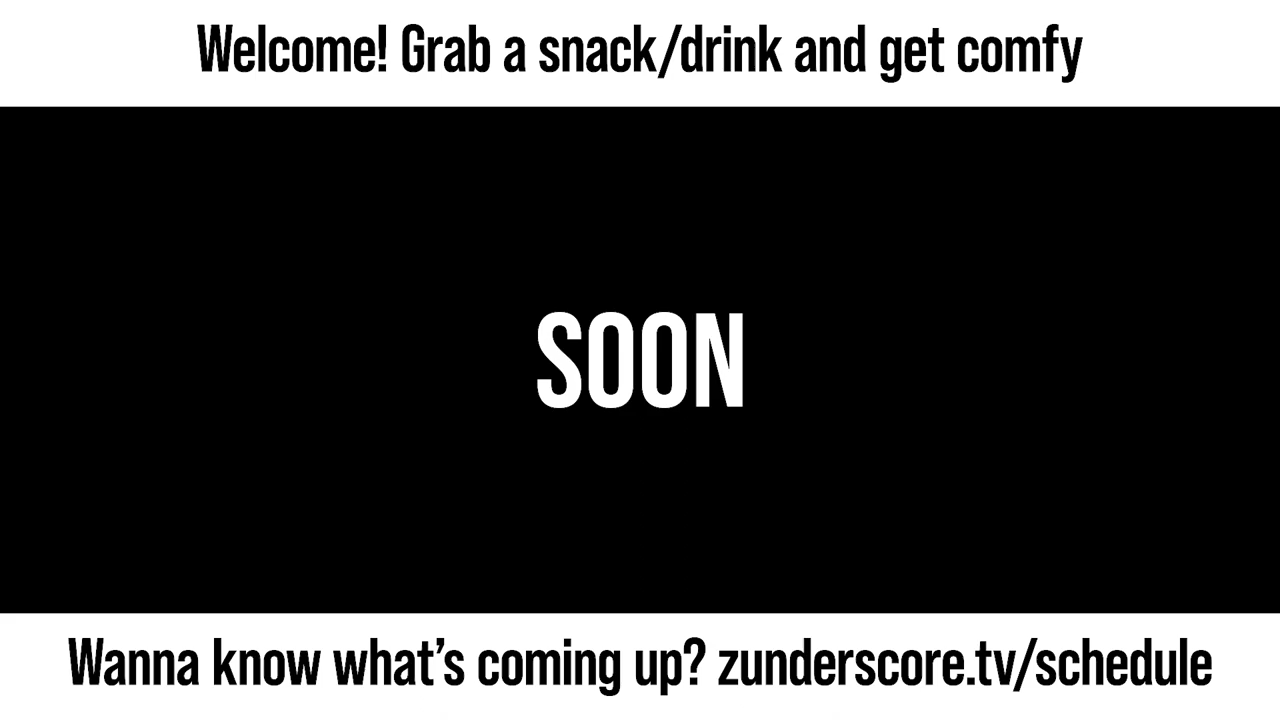 Welcome! Grab a snack/drink and get comfy
SOON
Wanna know what’s coming up? zunderscore.tv/schedule